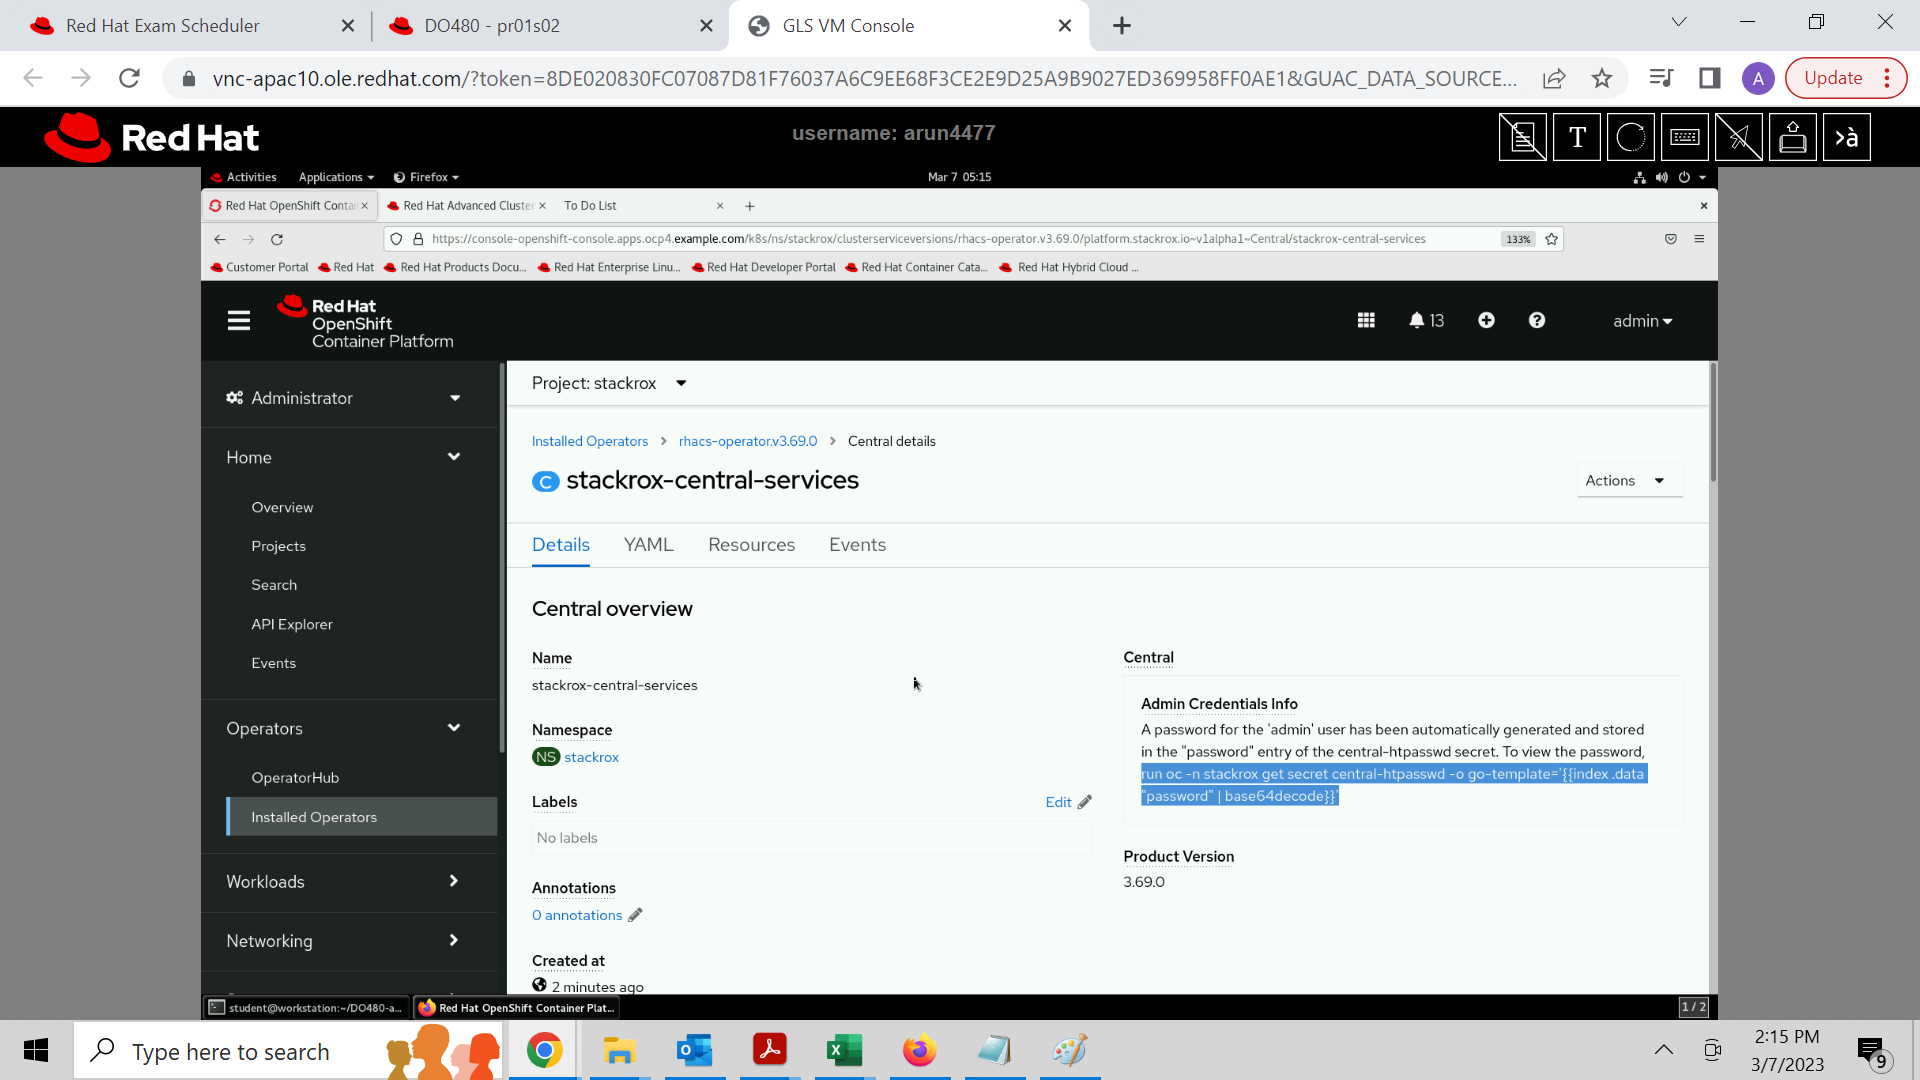 Red Hat Exam Scheduler
DO480 - pr01s02
GLS VM Console
vnc-apac10.ole.redhat.com/?token=8DE020830FC07087D81F76037A6C9EE68F3CE2E9D25A9B9027ED369958FF0AE1&GUAC_DATA_SOURCE...
A
Update
Red Hat
username: arun4477
T
>à
Activities
Applications
Firefox
Mar 7 05:15
Red Hat OpenShift Conta
Red Hat Advanced Cluster
To Do List
https://console-openshift-console.apps.ocp4.example.com/k8s/ns/stackrox/clusterserviceversions/rhacs-operator.v3.69.0/platform.stackrox.io~v1alpha1~Central/stackrox-central-services
133%
Customer Portal
Red Hat
Red Hat Products Docu...
Red Hat Enterprise Linu...
Red Hat Developer Portal
Red Hat Container Cata...
Red Hat Hybrid Cloud ...
Red Hat
OpenShift
Container Platform
13
admin
Administrator
Home
Overview
Projects
Search
API Explorer
Events
Operators
OperatorHub
Installed Operators
Workloads
Networking
Project: stackrox
Installed Operators > rhacs-operator.v3.69.0 > Central details
C stackrox-central-services
Actions
Details
YAML
Resources
Events
Central overview
Name
stackrox-central-services
Namespace
NS stackrox
Labels
Edit
No labels
Annotations
0 annotations
Created at
2 minutes ago
Central
Admin Credentials Info
A password for the 'admin' user has been automatically generated and stored
in the "password" entry of the central-htpasswd secret. To view the password,
run oc -n stackrox get secret central-htpasswd -o go-template='{{index .data
"password" | base64decode}}'
Product Version
3.69.0
student@workstation:~/DO480-a...
Red Hat OpenShift Container Plat...
1 / 2
Type here to search
2:15 PM
3/7/2023
9